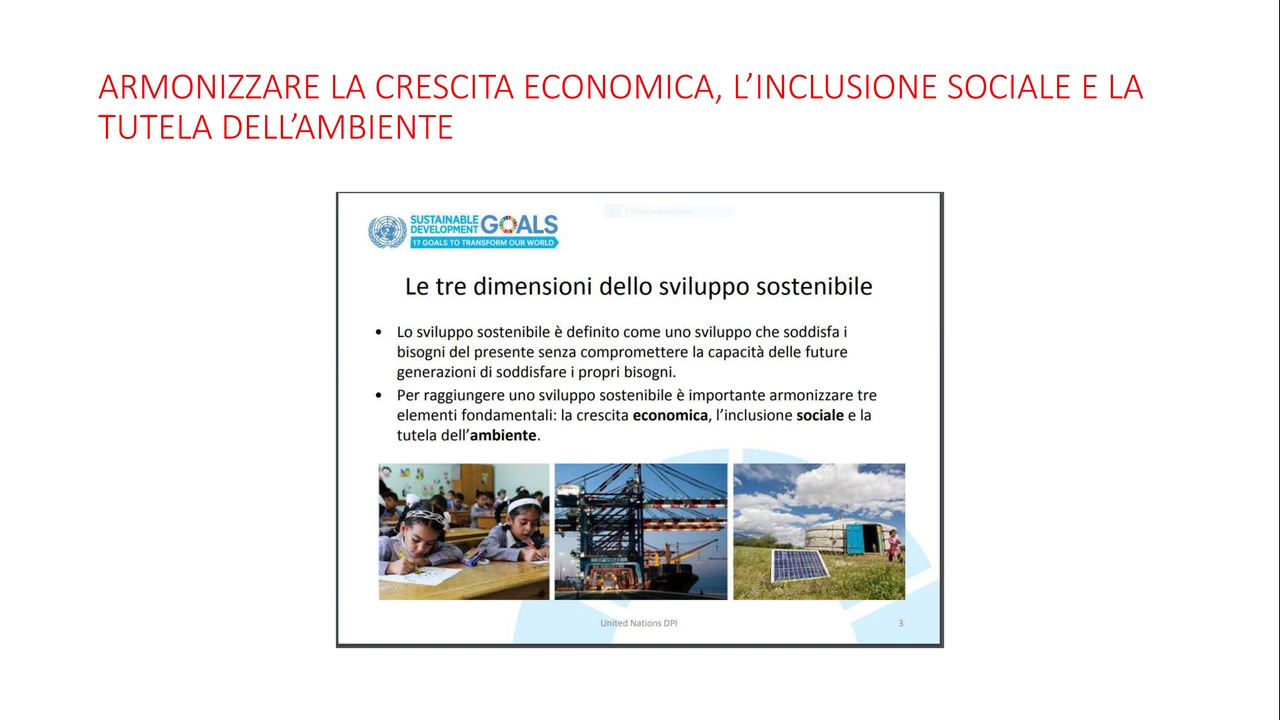 ARMONIZZARE LA CRESCITA ECONOMICA, L’INCLUSIONE SOCIALE E LA
TUTELA DELL’AMBIENTE
SUSTAINABLE
DEVELOPMENT
GOALS
17 GOALS TO TRANSFORM OUR WORLD
Le tre dimensioni dello sviluppo sostenibile
• Lo sviluppo sostenibile è definito come uno sviluppo che soddisfa i
bisogni del presente senza compromettere la capacità delle future
generazioni di soddisfare i propri bisogni.
• Per raggiungere uno sviluppo sostenibile è importante armonizzare tre
elementi fondamentali: la crescita economica, l’inclusione sociale e la
tutela dell’ambiente.
United Nations DPI
3